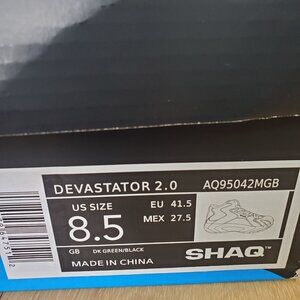 DEVASTATOR 2.0 AQ95042MGB
US SIZE EU 41.5
8.5 MEX 27.5
GB DK GREEN/BLACK
MADE IN CHINA
SHAQ™